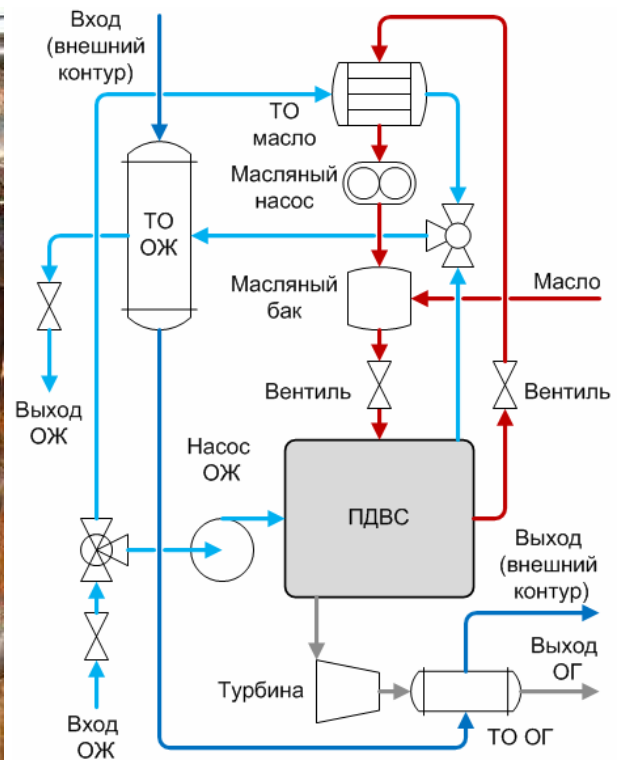 Вход
(внешний
контур)
ТО
масло
Масляный
насос
ТО
ОЖ
Масляный
бак
Масло
Вентиль
Вентиль
Выход
ОЖ
Насос
ОЖ
ПДВС
Выход
(внешний
контур)
Выход
ОГ
Турбина
Вход
ОЖ
ТО ОГ